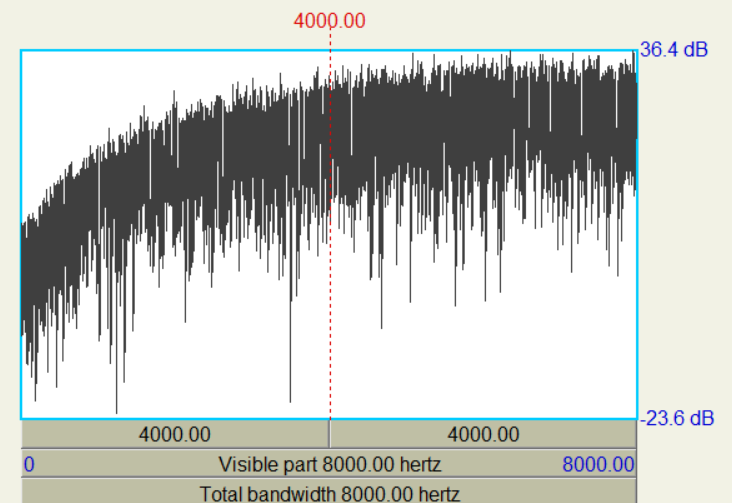 4000.00
36.4 dB
-23.6 dB
4000.00 4000.00
0 Visible part 8000.00 hertz 8000.00
Total bandwidth 8000.00 hertz